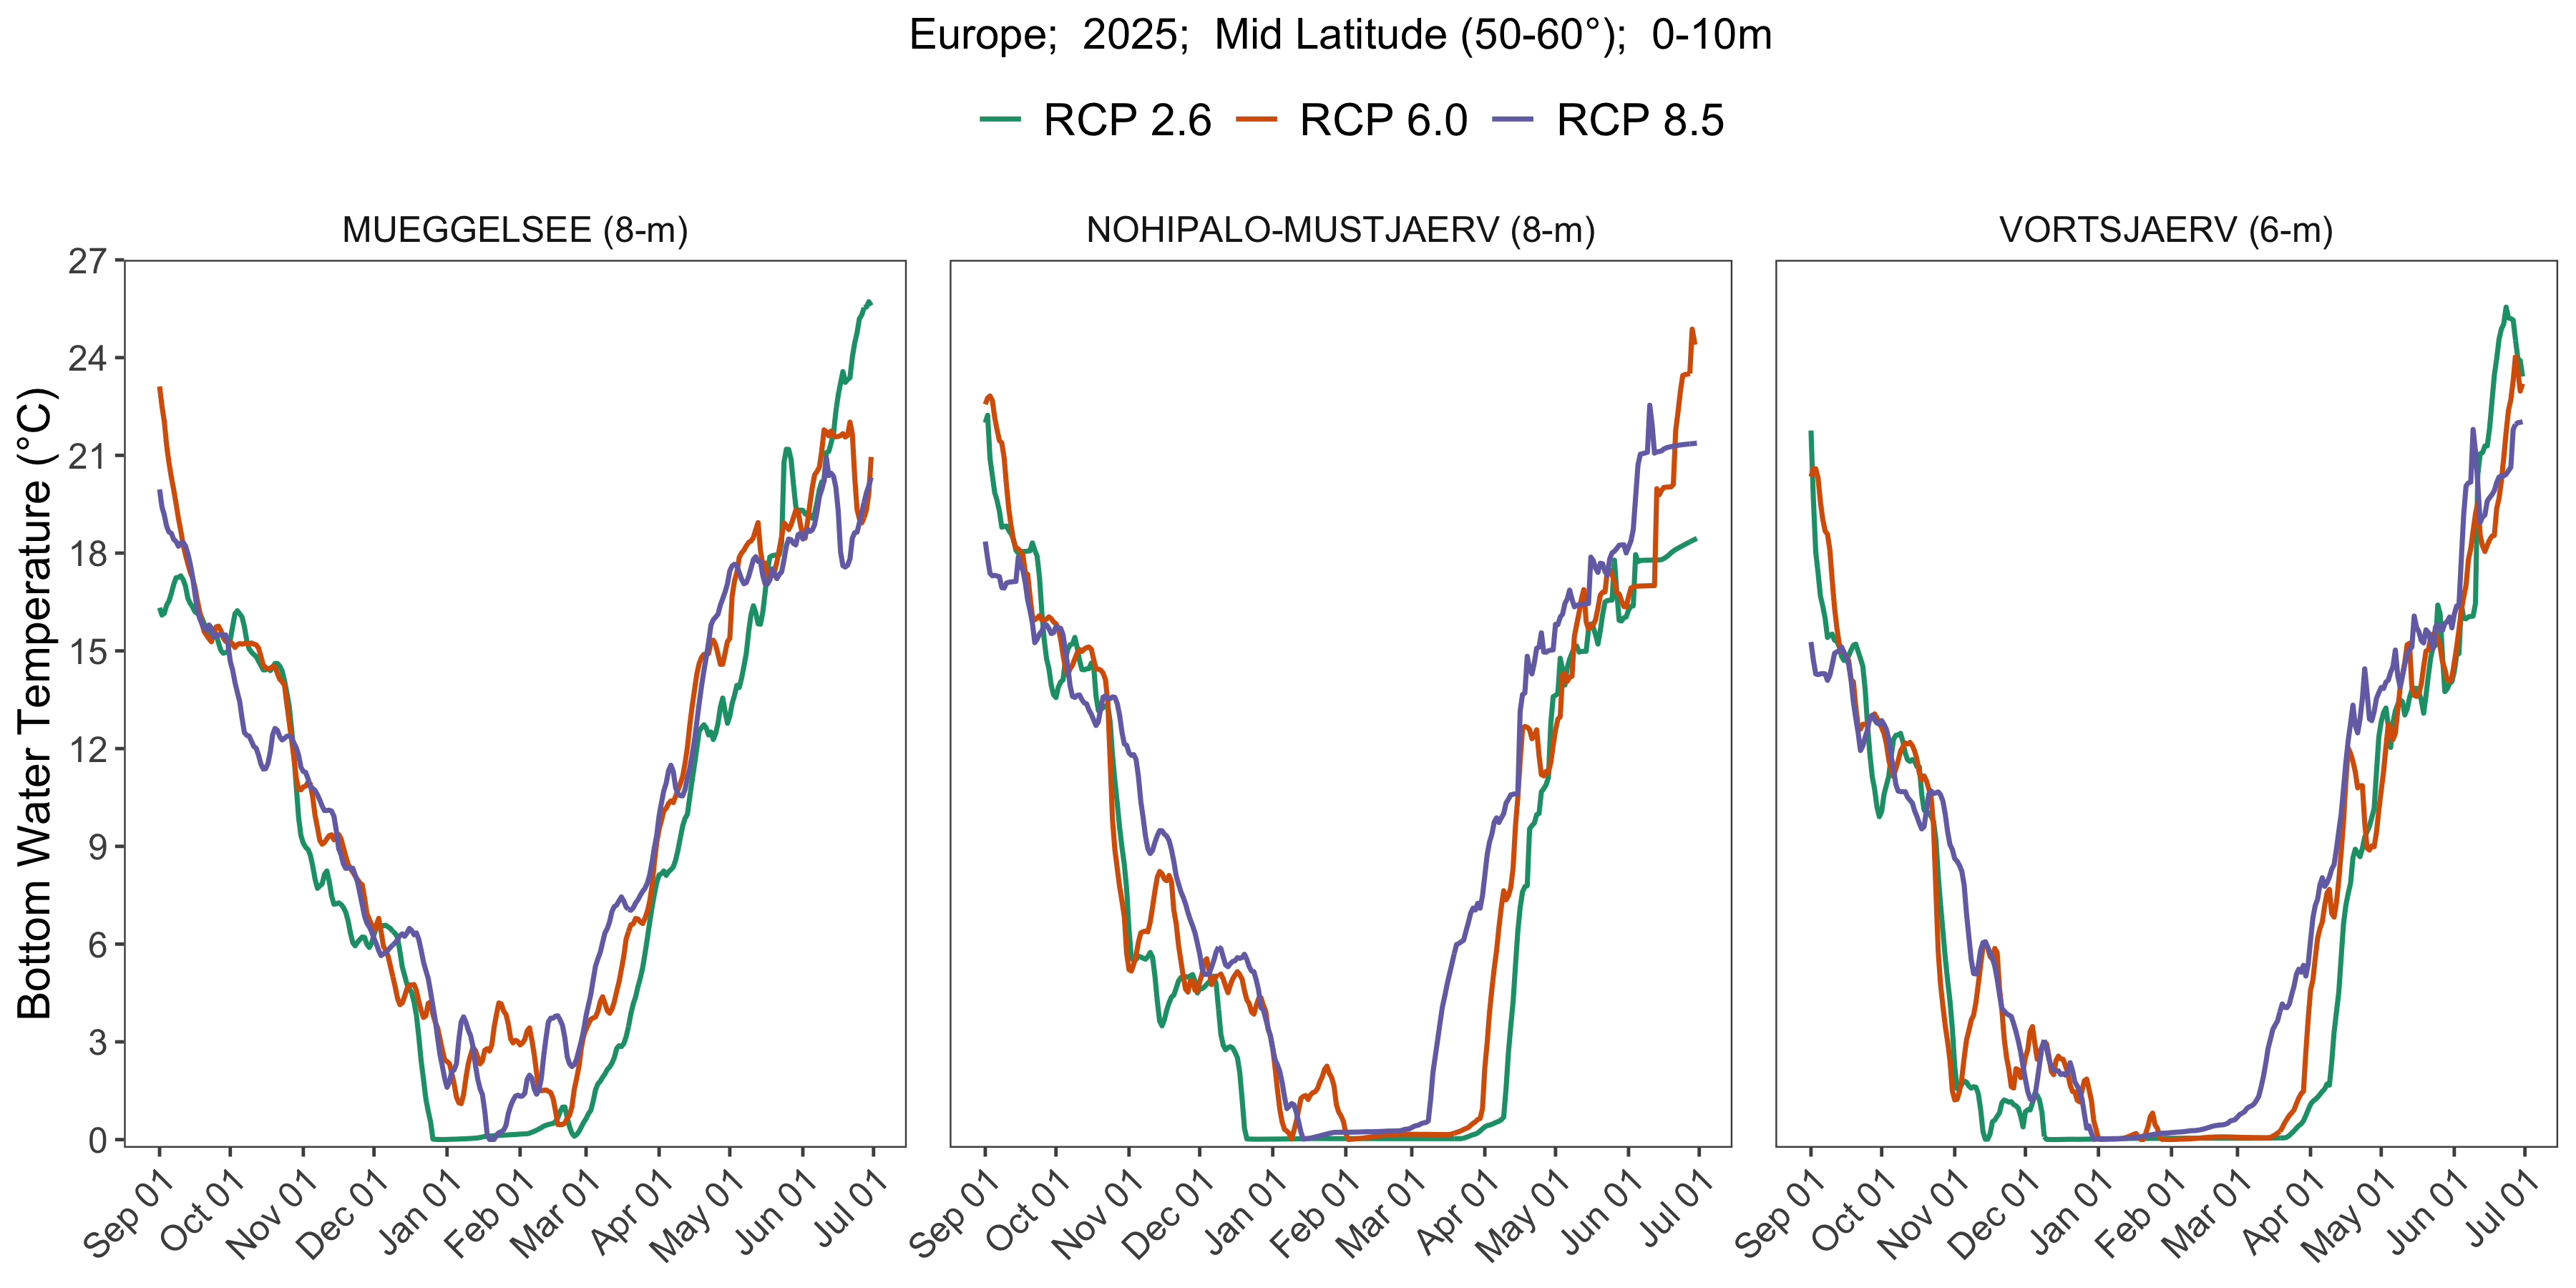 Europe;  2025;  Mid Latitude (50-60°);  0-10m
RCP 2.6 RCP 6.0 RCP 8.5
MUEGGELSEE (8-m) NOHIPALO-MUSTJAERV (8-m) VORTSJAERV (6-m)
Bottom Water Temperature (°C)
27
24
21
18
15
12
9
6
3
0
Sep 01 Oct 01 Nov 01 Dec 01 Jan 01 Feb 01 Mar 01 Apr 01 May 01 Jun 01 Jul 01
Sep 01 Oct 01 Nov 01 Dec 01 Jan 01 Feb 01 Mar 01 Apr 01 May 01 Jun 01 Jul 01
Sep 01 Oct 01 Nov 01 Dec 01 Jan 01 Feb 01 Mar 01 Apr 01 May 01 Jun 01 Jul 01